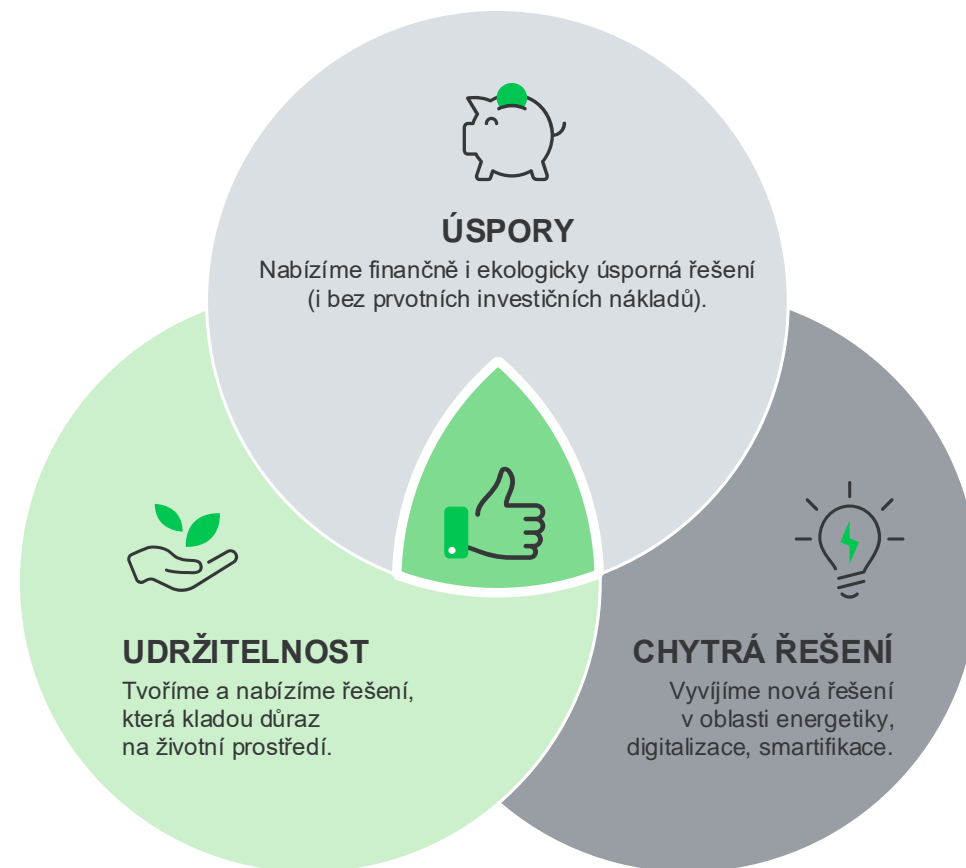 ÚSPORY
Nabízíme finančně i ekologicky úsporná řešení
(i bez prvotních investičních nákladů).
UDRŽITELNOST
Tvoříme a nabízíme řešení,
která kladou důraz
na životní prostředí.
CHYTRÁ ŘEŠENÍ
Vyvíjíme nová řešení
v oblasti energetiky,
digitalizace, smartifikace.